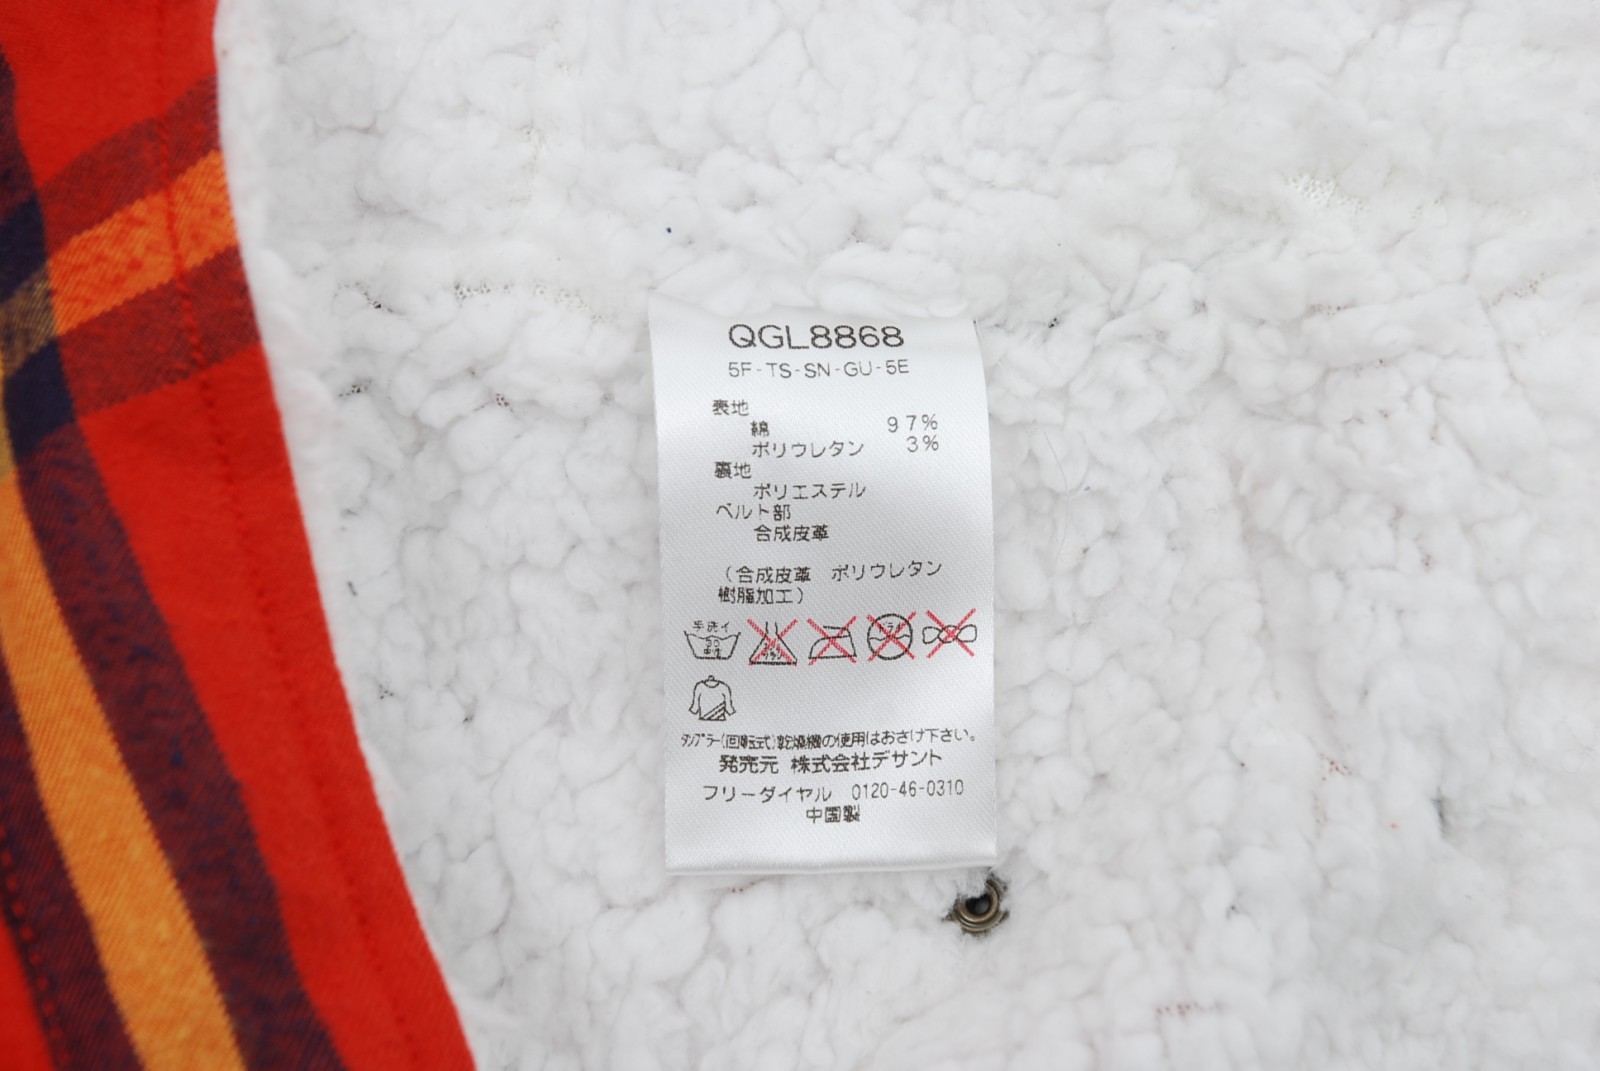 QGL8868
5F-TS-SN-GU-5E
表地
綿 97%
ポリウレタン 3%
裏地
ポリエステル
ベルト部
合成皮革
(合成皮革 ポリウレタン
樹脂加工)
手洗イ
30
中性
タンブラー(回転式)乾燥機の使用はおさけ下さい。
発売元 株式会社デサント
フリーダイヤル 0120-46-0310
中国製